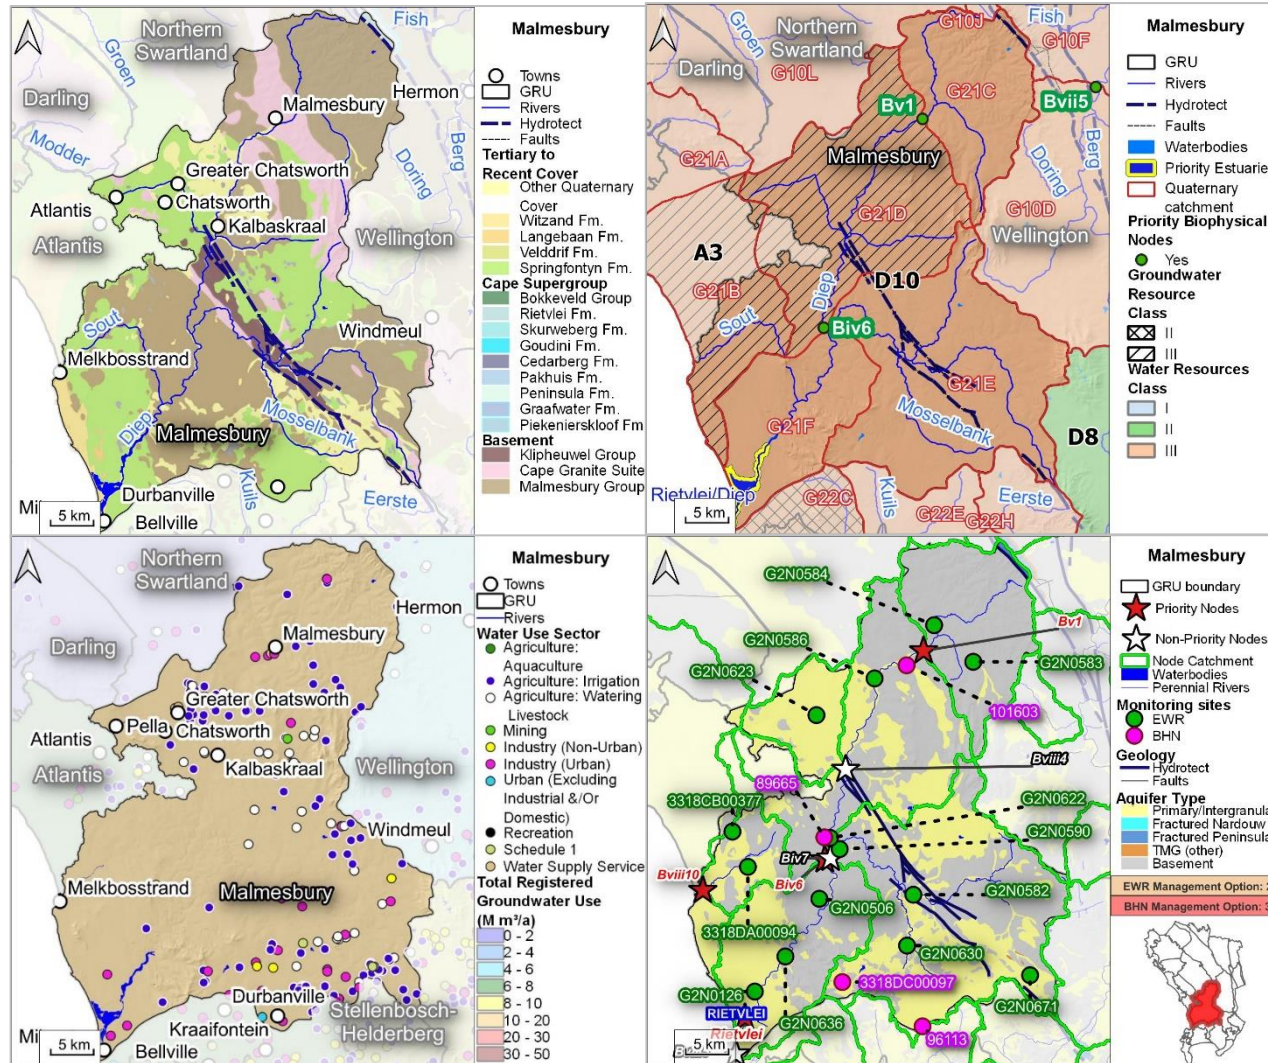 Northern
Swartland
Groen
Fish
Darling
Malmesbury
Hermon
Modder
Doring
Berg
Greater Chatsworth
Chatsworth
Atlantis
Kalbaskraal
Atlantis
Wellington
Windmeul
Sout
Melkbosstrand
Diep
Malmesbury
Mosselbank
Kuils
Durbanville
Eerste
Bellville
5 km
Malmesbury
Towns
GRU
Rivers
Hydrotect
Faults
Tertiary to
Recent Cover
Other Quaternary
Cover
Witzand Fm.
Langebaan Fm.
Velddrif Fm.
Springfontyn Fm.
Cape Supergroup
Bokkeveld Group
Rietvlei Fm.
Skurweberg Fm.
Goudini Fm.
Cedarberg Fm.
Pakhuis Fm.
Peninsula Fm.
Graafwater Fm.
Piekenierskloof Fm
Basement
Klipheuwel Group
Cape Granite Suite
Malmesbury Group
Northern
Swartland
Groen
G10J
Fish
G10F
G10L
Darling
Bv1
G21C
Bvii5
Malmesbury
Berg
Doring
G21A
G21D
G10D
Wellington
A3
D10
G21B
Diep
Sout
Biv6
G21E
D8
Mosselbank
G21F
Rietvlei/Diep
G22C
Kuils
G22E
G22H
Eerste
5 km
Malmesbury
GRU
Rivers
Hydrotect
Faults
Waterbodies
Priority Estuarie
Quaternary
catchment
Priority Biophysical
Nodes
Yes
Groundwater
Resource
Class
II
III
Water Resources
Class
I
II
III
Northern
Swartland
Hermon
Darling
Malmesbury
Greater Chatsworth
Pella
Chatsworth
Atlantis
Kalbaskraal
Atlantis
Wellington
Windmeul
Melkbosstrand
Malmesbury
Durbanville
Kraaifontein
Stellenbosch-
Helderberg
Bellville
5 km
Malmesbury
Towns
GRU
Rivers
Water Use Sector
Agriculture:
Aquaculture
Agriculture: Irrigation
Agriculture: Watering
Livestock
Mining
Industry (Non-Urban)
Industry (Urban)
Urban (Excluding
Industrial &/Or
Domestic)
Recreation
Schedule 1
Water Supply Service
Total Registered
Groundwater Use
(M m³/a)
0 - 2
2 - 4
4 - 6
6 - 8
8 - 10
10 - 20
20 - 30
30 - 50
G2N0584
G2N0586
Bv1
G2N0623
G2N0583
101603
89665
Bviii4
3318CB00377
G2N0622
G2N0590
Biv7
Bviii10
Biv6
G2N0582
G2N0506
3318DA00094
G2N0630
3318DC00097
G2N0126
G2N0671
RIETVLEI
G2N0636
Rietvlei
96113
5 km
Malmesbury
GRU boundary
Priority Nodes
Non-Priority Nodes
Node Catchment
Waterbodies
Perennial Rivers
Monitoring sites
EWR
BHN
Geology
Hydrotect
Faults
Aquifer Type
Primary/Intergranula
Fractured Nardouw
Fractured Peninsula
TMG (other)
Basement
EWR Management Option: 2
BHN Management Option: 3